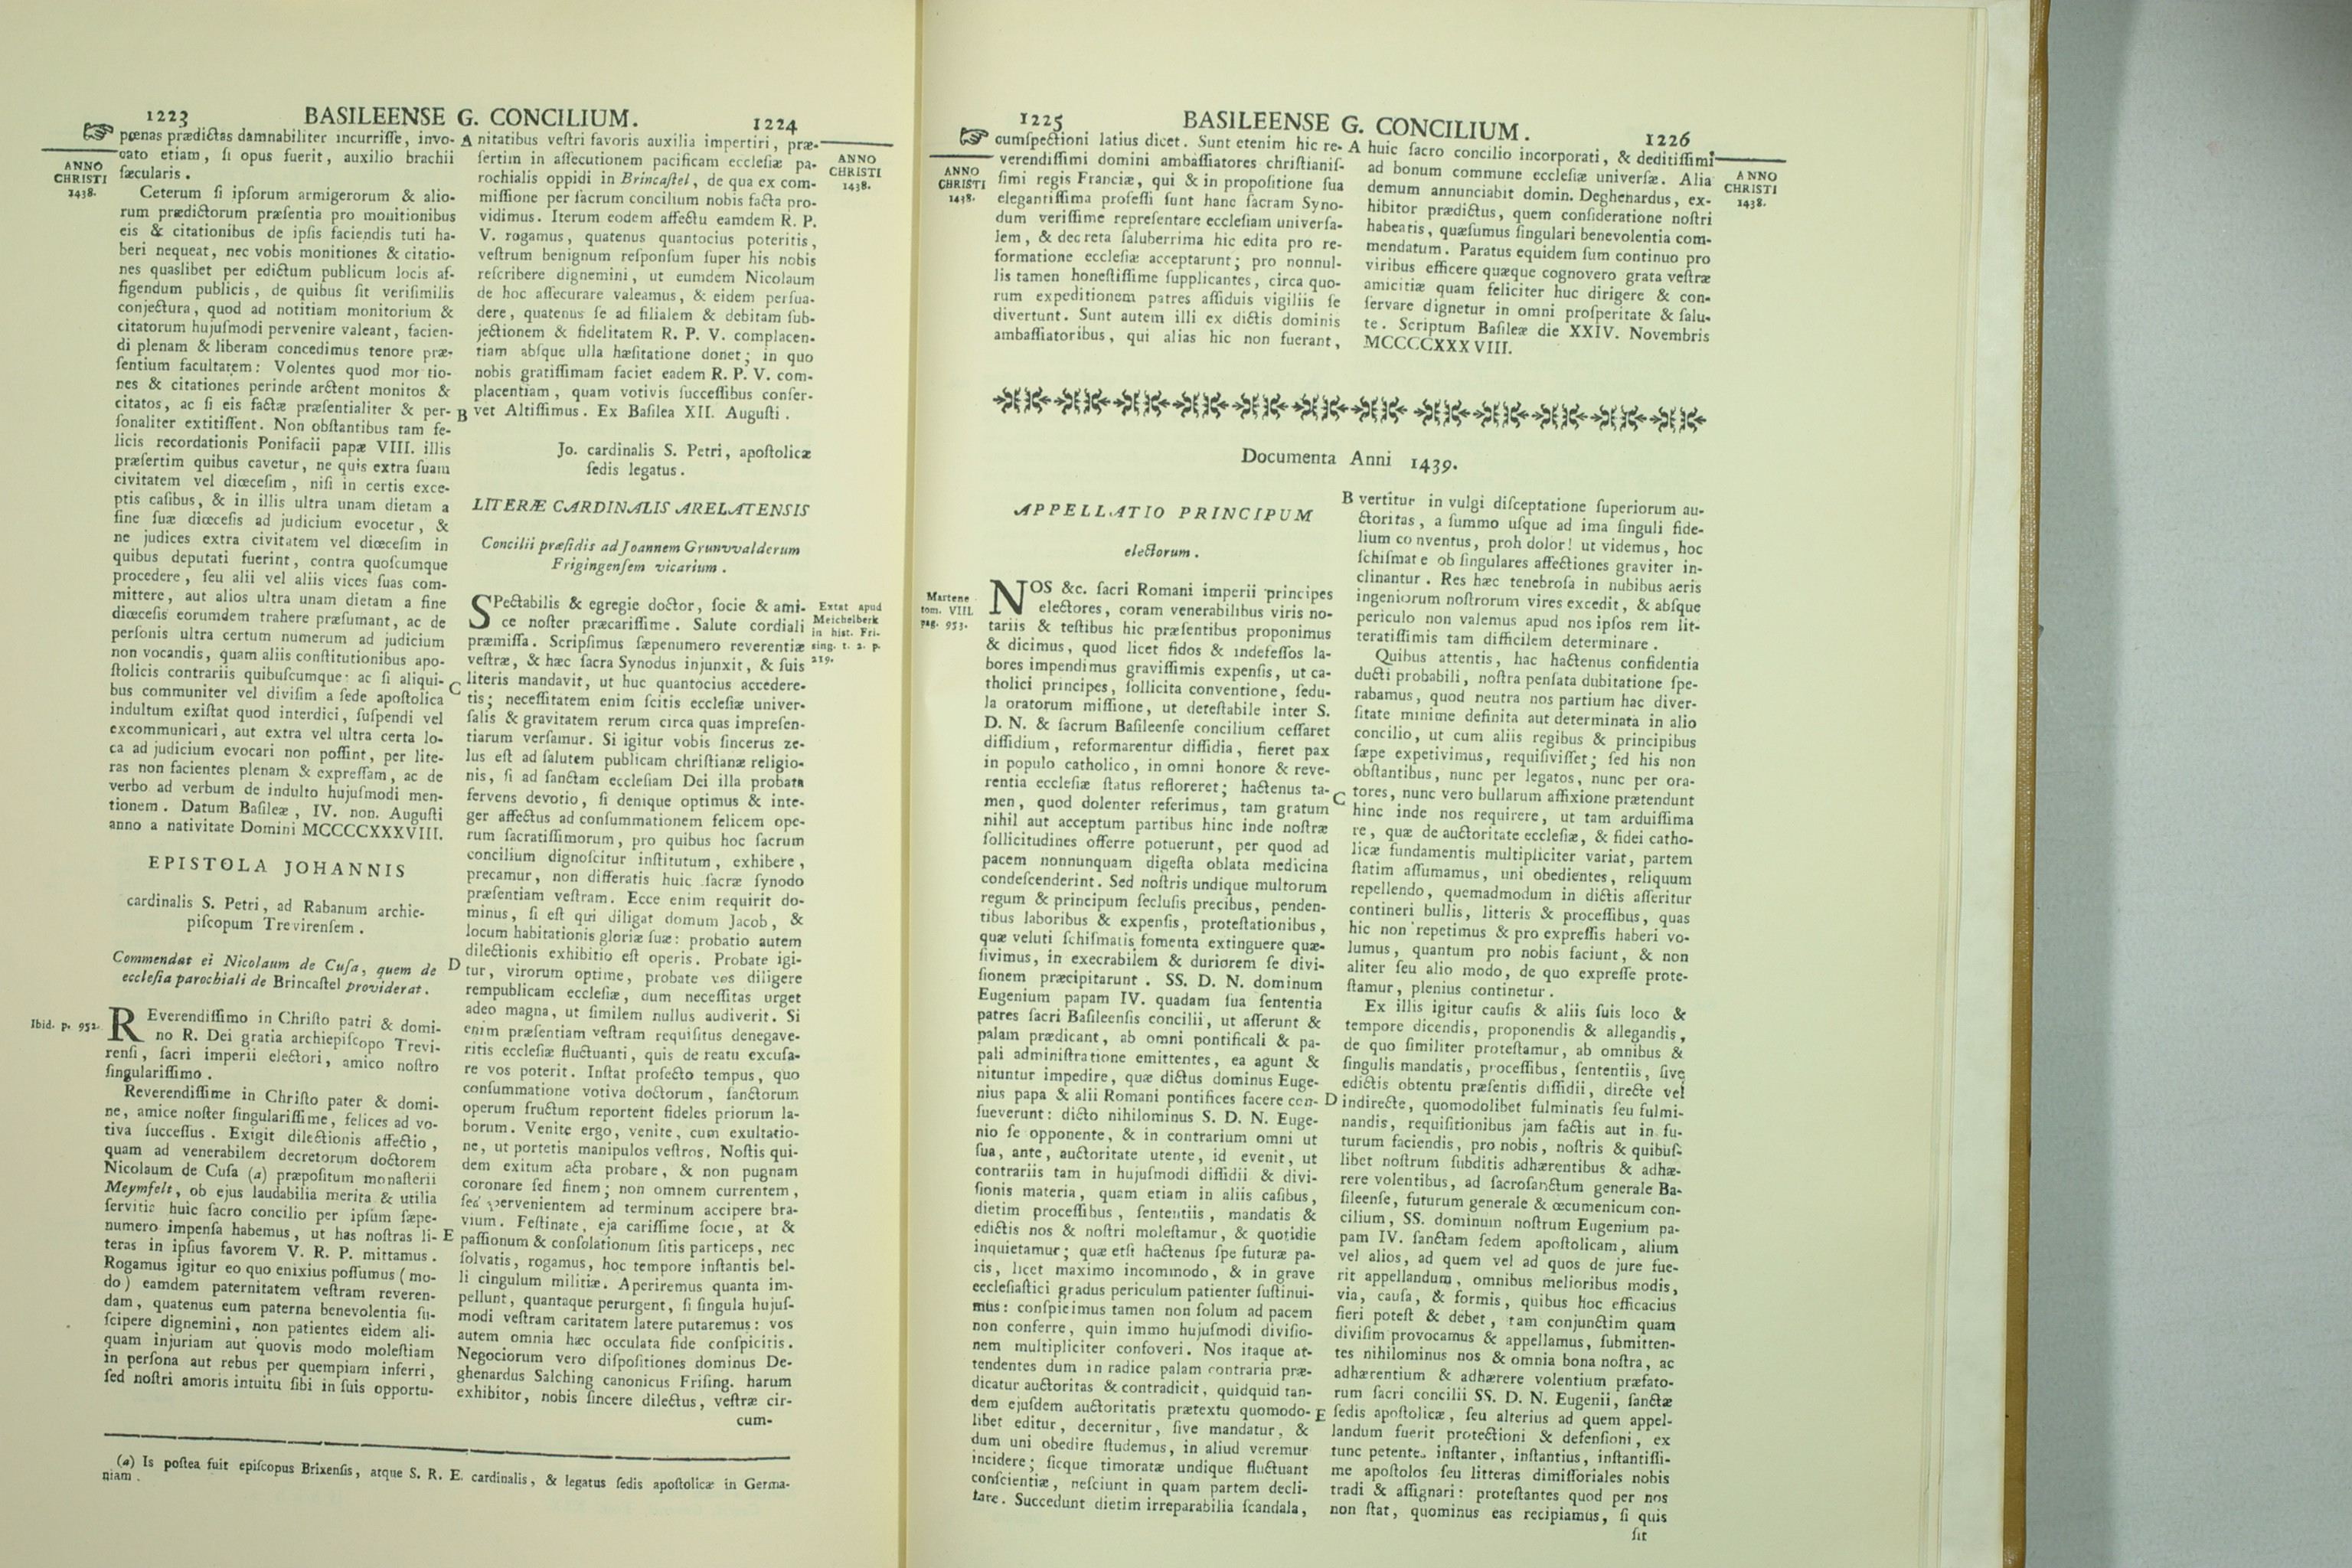 1223
BASILEENSE G. CONCILIUM.
1224
ANNO
CHRISTI
1438.
pœnas prædictas damnabiliter incurriſſe, invo-
cato etiam, ſi opus fuerit, auxilio brachii
ſæcularis.
Ceterum ſi ipſorum armigerorum & alio-
rum prædictorum præſentia pro monitionibus
eis & citationibus de ipſis faciendis tuti ha-
beri nequeat, nec vobis monitiones & citatio-
nes quaslibet per edictum publicum locis af-
figendum publicis, de quibus ſit veriſimilis
conjectura, quod ad notitiam monitorium &
citatorum hujuſmodi pervenire valeant, facien-
di plenam & liberam concedimus tenore præ-
ſentium facultatem: Volentes quod mor tio-
nes & citationes perinde arctent monitos &
citatos, ac ſi eis factæ præſentialiter & per-
ſonaliter extitiſſent. Non obſtantibus tam fe-
licis recordationis Ponifacii papæ VIII. illis
præſertim quibus cavetur, ne quis extra ſuam
civitatem vel diœceſim, niſi in certis exce-
ptis caſibus, & in illis ultra unam dietam a
fine ſuæ diœceſis ad judicium evocetur, &
ne judices extra civitatem vel diœceſim in
quibus deputati fuerint, contra quoſcumque
procedere, ſeu alii vel aliis vices ſuas com-
mittere, aut alios ultra unam dietam a fine
diœceſis eorumdem trahere præſumant, ac de
perſonis ultra certum numerum ad judicium
non vocandis, quam aliis conſtitutionibus apo-
ſtolicis contrariis quibuſcumque: ac ſi aliqui-
bus communiter vel diviſim a ſede apoſtolica
indultum exiſtat quod interdici, ſuſpendi vel
excommunicari, aut extra vel ultra certa lo-
ca ad judicium evocari non poſſint, per lite-
ras non facientes plenam & expreſſam, ac de
verbo ad verbum de indulto hujuſmodi men-
tionem. Datum Baſileæ, IV. non. Auguſti
anno a nativitate Domini MCCCCXXXVIII.
EPISTOLA JOHANNIS
cardinalis S. Petri, ad Rabanum archie-
piſcopum Trevirenſem.
Commendat ei Nicolaum de Cuſa, quem de
eccleſia parochiali de Brincaſtel providerat.
Ibid. p. 952.
REverendiſſimo in Chriſto patri & domi-
no R. Dei gratia archiepiſcopo Trevi-
renſi, ſacri imperii electori, amico noſtro
ſingulariſſimo.
Reverendiſſime in Chriſto pater & domi-
ne, amice noſter ſingulariſſime, felices ad vo-
tiva ſucceſſus. Exigit dilectionis affectio,
quam ad venerabilem decretorum doctorem
Nicolaum de Cuſa (a) præpoſitum monaſterii
Meymfelt, ob ejus laudabilia merita & utilia
ſervitia huic ſacro concilio per ipſum ſæpe-
numero impenſa habemus, ut has noſtras li-
teras in ipſius favorem V. R. P. mittamus.
Rogamus igitur eo quo enixius poſſumus (mo-
do) eamdem paternitatem veſtram reveren-
dam, quatenus eum paterna benevolentia ſu-
ſcipere dignemini, non patientes eidem ali-
quam injuriam aut quovis modo moleſtiam
in perſona aut rebus per quempiam inferri,
ſed noſtri amoris intuitu ſibi in ſuis opportu-
A
B
C
D
E
nitatibus veſtri favoris auxilia impertiri, præ-
ſertim in aſſecutionem pacificam eccleſiæ pa-
rochialis oppidi in Brincaſtel, de qua ex com-
miſſione per ſacrum concilium nobis facta pro-
vidimus. Iterum eodem affectu eamdem R. P.
V. rogamus, quatenus quantocius poteritis,
veſtrum benignum reſponſum ſuper his nobis
reſcribere dignemini, ut eumdem Nicolaum
de hoc aſſecurare valeamus, & eidem perſua-
dere, quatenus ſe ad filialem & debitam ſub-
jectionem & fidelitatem R. P. V. complacen-
tiam abſque ulla hæſitatione donet; in quo
nobis gratiſſimam faciet eadem R. P. V. com-
placentiam, quam votivis ſucceſſibus conſer-
vet Altiſſimus. Ex Baſilea XII. Auguſti.
Jo. cardinalis S. Petri, apoſtolicæ
ſedis legatus.
LITERÆ CARDINALIS ARELATENSIS
Concilii præſidis ad Joannem Grunvvalderum
Frigingenſem vicarium.
ANNO
CHRISTI
1438.
Extat apud
Meichelberk
in hist. Fri-
sing. t. 2. p.
219.
SPectabilis & egregie doctor, ſocie & ami-
ce noſter præcariſſime. Salute cordiali
præmiſſa. Scripſimus ſæpenumero reverentiæ
veſtræ, & hæc ſacra Synodus injunxit, & ſuis
literis mandavit, ut huc quantocius accedere-
tis; neceſſitatem enim ſcitis eccleſiæ univer-
ſalis & gravitatem rerum circa quas impreſen-
tiarum verſamur. Si igitur vobis ſincerus ze-
lus eſt ad ſalutem publicam chriſtianæ religio-
nis, ſi ad ſanctam eccleſiam Dei illa probata
fervens devotio, ſi denique optimus & inte-
ger affectus ad conſummationem felicem ope-
rum ſacratiſſimorum, pro quibus hoc ſacrum
concilium dignoſcitur inſtitutum, exhibere,
precamur, non differatis huic ſacræ ſynodo
præſentiam veſtram. Ecce enim requirit do-
minus, ſi eſt qui diligat domum Jacob, &
locum habitationis gloriæ ſuæ: probatio autem
dilectionis exhibitio eſt operis. Probate igi-
tur, virorum optime, probate vos diligere
rempublicam eccleſiæ, dum neceſſitas urget
adeo magna, ut ſimilem nullus audiverit. Si
enim præſentiam veſtram requiſitus denegave-
ritis eccleſiæ fluctuanti, quis de reatu excuſa-
re vos poterit. Inſtat profecto tempus, quo
conſummatione votiva doctorum, ſanctorum
operum fructum reportent fideles priorum la-
borum. Venite ergo, venite, cum exultatio-
ne, ut portetis manipulos veſtros. Noſtis qui-
dem exitum acta probare, & non pugnam
coronare ſed finem; non omnem currentem,
ſed pervenientem ad terminum accipere bra-
vium. Feſtinate, eja cariſſime ſocie, at &
paſſionum & conſolationum ſitis particeps, nec
ſolvatis, rogamus, hoc tempore inſtantis bel-
li cingulum militiæ. Aperiremus quanta im-
pellunt, quantaque perurgent, ſi ſingula hujuſ-
modi veſtram caritatem latere putaremus: vos
autem omnia hæc occulata fide conſpicitis.
Negociorum vero diſpoſitiones dominus De-
ghenardus Salching canonicus Friſing. harum
exhibitor, nobis ſincere dilectus, veſtræ cir-
cum-
(a) Is poſtea fuit epiſcopus Brixenſis, atque S. R. E. cardinalis, & legatus ſedis apoſtolicæ in Germa-
niam.
1225
BASILEENSE G. CONCILIUM.
1226
ANNO
CHRISTI
1438.
cumſpectioni latius dicet. Sunt etenim hic re-
verendiſſimi domini ambaſſiatores chriſtianiſ-
ſimi regis Franciæ, qui & in propoſitione ſua
elegantiſſima profeſſi ſunt hanc ſacram Syno-
dum veriſſime repreſentare eccleſiam univerſa-
lem, & decreta ſaluberrima hic edita pro re-
formatione eccleſiæ acceptarunt; pro nonnul-
lis tamen honeſtiſſime ſupplicantes, circa quo-
rum expeditionem patres aſſiduis vigiliis ſe
divertunt. Sunt autem illi ex dictis dominis
ambaſſiatoribus, qui alias hic non fuerant,
A
huic ſacro concilio incorporati, & deditiſſimi
ad bonum commune eccleſiæ univerſæ. Alia
demum annunciabit domin. Deghenardus, ex-
hibitor prædictus, quem conſideratione noſtri
habeatis, quæſumus ſingulari benevolentia com-
mendatum. Paratus equidem ſum continuo pro
viribus efficere quæque cognovero grata veſtræ
amicitiæ quam feliciter huc dirigere & con-
ſervare dignetur in omni proſperitate & ſalu-
te. Scriptum Baſileæ die XXIV. Novembris
MCCCCXXXVIII.
ANNO
CHRISTI
1438.
Documenta Anni 1439.
APPELLATIO PRINCIPUM
electorum.
Martene
tom. VIII.
pag. 953.
NOS &c. ſacri Romani imperii principes
electores, coram venerabilibus viris no-
tariis & teſtibus hic præſentibus proponimus
& dicimus, quod licet fidos & indefeſſos la-
bores impendimus graviſſimis expenſis, ut ca-
tholici principes, ſollicita conventione, ſedu-
la oratorum miſſione, ut deteſtabile inter S.
D. N. & ſacrum Baſileenſe concilium ceſſaret
diſſidium, reformarentur diſſidia, fieret pax
in populo catholico, in omni honore & reve-
rentia eccleſiæ ſtatus refloreret; hactenus ta-
men, quod dolenter referimus, tam gratum
nihil aut acceptum partibus hinc inde noſtræ
ſollicitudines offerre potuerunt, per quod ad
pacem nonnunquam digeſta oblata medicina
condeſcenderint. Sed noſtris undique multorum
regum & principum ſecluſis precibus, penden-
tibus laboribus & expenſis, proteſtationibus,
quæ veluti ſchiſmatis fomenta extinguere quæ-
ſivimus, in execrabilem & duriorem ſe divi-
ſionem præcipitarunt. SS. D. N. dominum
Eugenium papam IV. quadam ſua ſententia
patres ſacri Baſileenſis concilii, ut aſſerunt &
palam prædicant, ab omni pontificali & pa-
pali adminiſtratione emittentes, ea agunt &
nituntur impedire, quæ dictus dominus Euge-
nius papa & alii Romani pontifices facere con-
ſueverunt: dicto nihilominus S. D. N. Euge-
nio ſe opponente, & in contrarium omni ut
ſua, ante, auctoritate utente, id evenit, ut
contrariis tam in hujuſmodi diſſidii & divi-
ſionis materia, quam etiam in aliis caſibus,
dietim proceſſibus, ſententiis, mandatis &
edictis nos & noſtri moleſtamur, & quotidie
inquietamur; quæ etſi hactenus ſpe futuræ pa-
cis, licet maximo incommodo, & in grave
eccleſiaſtici gradus periculum patienter ſuſtinui-
mus: conſpicimus tamen non ſolum ad pacem
non conferre, quin immo hujuſmodi diviſio-
nem multipliciter confoveri. Nos itaque at-
tendentes dum in radice palam contraria præ-
dicatur auctoritas & contradicit, quidquid tan-
dem ejuſdem auctoritatis prætextu quomodo-
libet editur, decernitur, ſive mandatur, &
dum uni obedire ſtudemus, in aliud veremur
incidere; ſicque timoratæ undique fluctuant
conſcientiæ, neſciunt in quam partem decli-
tare. Succedunt dietim irreparabilia ſcandala,
B
C
D
E
vertitur in vulgi diſceptatione ſuperiorum au-
ctoritas, a ſummo uſque ad ima ſinguli fide-
lium conventus, proh dolor! ut videmus, hoc
ſchiſmate ob ſingulares affectiones graviter in-
clinantur. Res hæc tenebroſa in nubibus aeris
ingeniorum noſtrorum vires excedit, & abſque
periculo non valemus apud nos ipſos rem lit-
teratiſſimis tam difficilem determinare.
Quibus attentis, hac hactenus confidentia
ducti probabili, noſtra penſata dubitatione ſpe-
rabamus, quod neutra nos partium hac diver-
ſitate minime definita aut determinata in alio
concilio, ut cum aliis regibus & principibus
ſæpe expetivimus, requiſiviſſet; ſed his non
obſtantibus, nunc per legatos, nunc per ora-
tores, nunc vero bullarum affixione prætendunt
hinc inde nos requirere, ut tam arduiſſima
re, quæ de auctoritate eccleſiæ, & fidei catho-
licæ fundamentis multipliciter variat, partem
ſtatim aſſumamus, uni obedientes, reliquum
repellendo, quemadmodum in dictis aſſeritur
contineri bullis, litteris & proceſſibus, quas
hic non repetimus & pro expreſſis haberi vo-
lumus, quantum pro nobis faciunt, & non
aliter ſeu alio modo, de quo expreſſe prote-
ſtamur, plenius continetur.
Ex illis igitur cauſis & aliis ſuis loco &
tempore dicendis, proponendis & allegandis,
de quo ſimiliter proteſtamur, ab omnibus &
ſingulis mandatis, proceſſibus, ſententiis, ſive
edictis obtentu præſentis diſſidii, directe vel
indirecte, quomodolibet fulminatis ſeu fulmi-
nandis, requiſitionibus jam factis aut in fu-
turum faciendis, pro nobis, noſtris & quibuſ-
libet noſtrum ſubditis adhærentibus & adhæ-
rere volentibus, ad ſacroſanctum generale Ba-
ſileenſe, futurum generale & œcumenicum con-
cilium, SS. dominum noſtrum Eugenium pa-
pam IV. ſanctam ſedem apoſtolicam, alium
vel alios, ad quem vel ad quos de jure fue-
rit appellandum, omnibus melioribus modis,
via, cauſa, & formis, quibus hoc efficacius
fieri poteſt & debet, tam conjunctim quam
diviſim provocamus & appellamus, ſubmitten-
tes nihilominus nos & omnia bona noſtra, ac
adhærentium & adhærere volentium præfato-
rum ſacri concilii SS. D. N. Eugenii, ſanctæ
ſedis apoſtolicæ, ſeu alterius ad quem appel-
landum fuerit protectioni & defenſioni, ex
tunc petentes inſtanter, inſtantius, inſtantiſſi-
me apoſtolos ſeu litteras dimiſſoriales nobis
tradi & aſſignari: proteſtantes quod per nos
non ſtat, quominus eas recipiamus, ſi quis
ſit